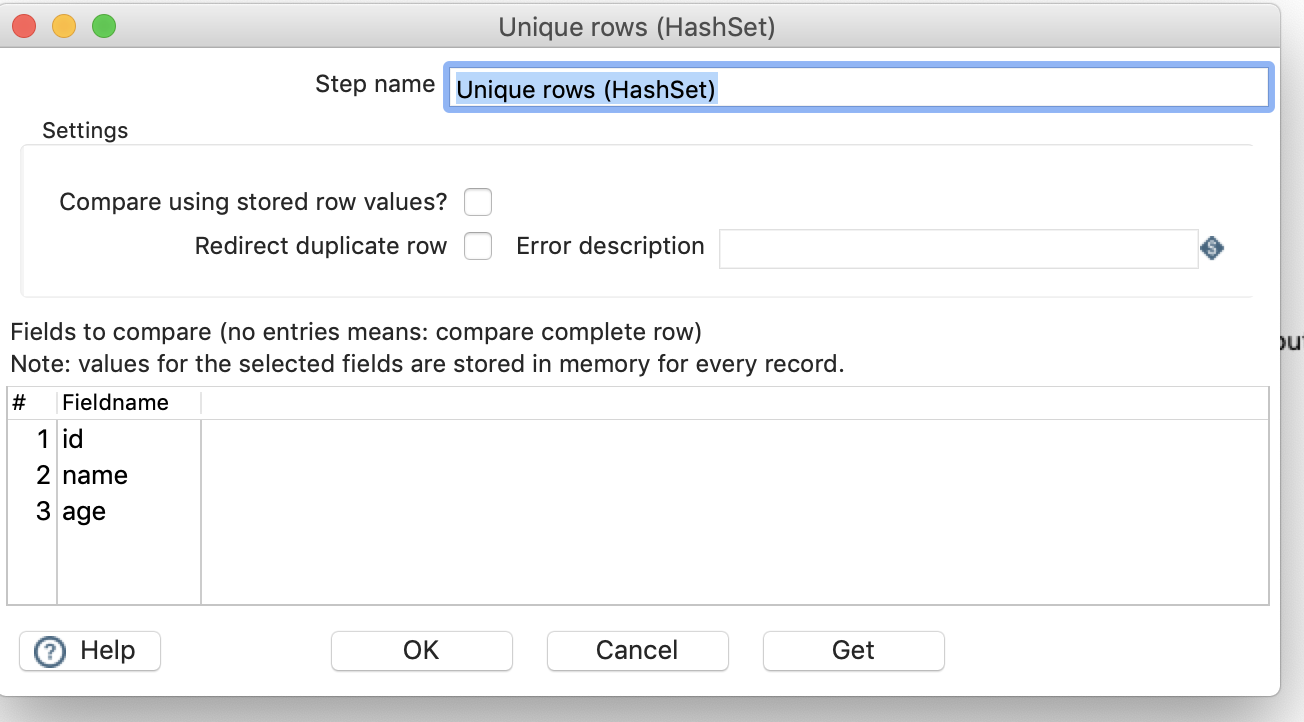 Unique rows (HashSet)
Step name Unique rows (HashSet)
Settings
Compare using stored row values?
Redirect duplicate row Error description
Fields to compare (no entries means: compare complete row)
Note: values for the selected fields are stored in memory for every record.
# Fieldname
1 id
2 name
3 age
? Help OK Cancel Get